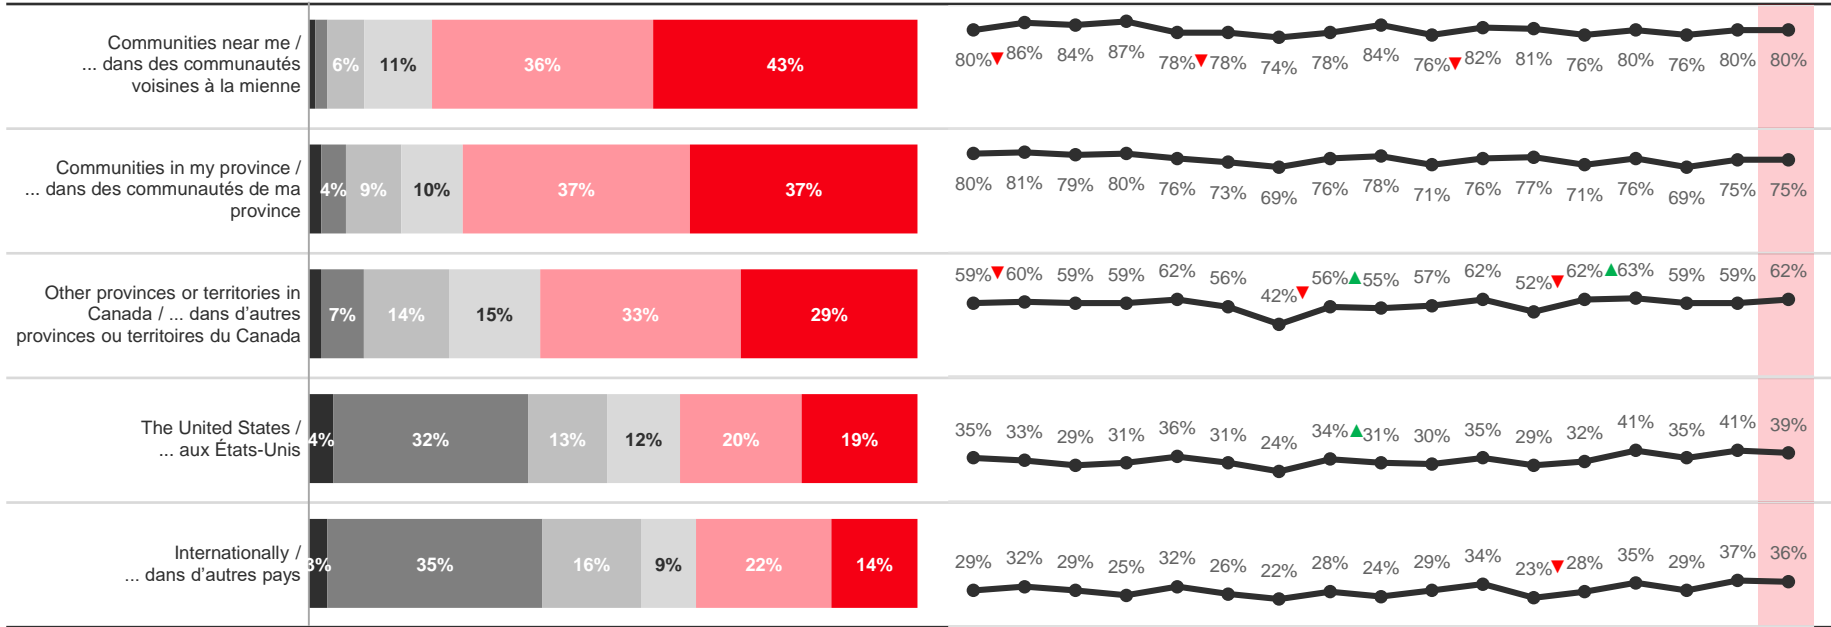 Communities near me /
... dans des communautés
voisines à la mienne
6% 11% 36% 43%
80%▼86% 84% 87% 78%▼78% 74% 78% 84% 76%▼82% 81% 76% 80% 76% 80% 80%
Communities in my province /
... dans des communautés de ma
province
4% 9% 10% 37% 37%
80% 81% 79% 80% 76% 73% 69% 76% 78% 71% 76% 77% 71% 76% 69% 75% 75%
Other provinces or territories in
Canada / ... dans d'autres
provinces ou territoires du Canada
7% 14% 15% 33% 29%
59%▼60% 59% 59% 62% 56% 42%▼56%▲55% 57% 62% 52%▼62%▲63% 59% 59% 62%
The United States /
... aux États-Unis
4% 32% 13% 12% 20% 19%
35% 33% 29% 31% 36% 31% 24% 34%▲31% 30% 35% 29% 32% 41% 35% 41% 39%
Internationally /
... dans d'autres pays
3% 35% 16% 9% 22% 14%
29% 32% 29% 25% 32% 26% 22% 28% 24% 29% 34% 23%▼28% 35% 29% 37% 36%